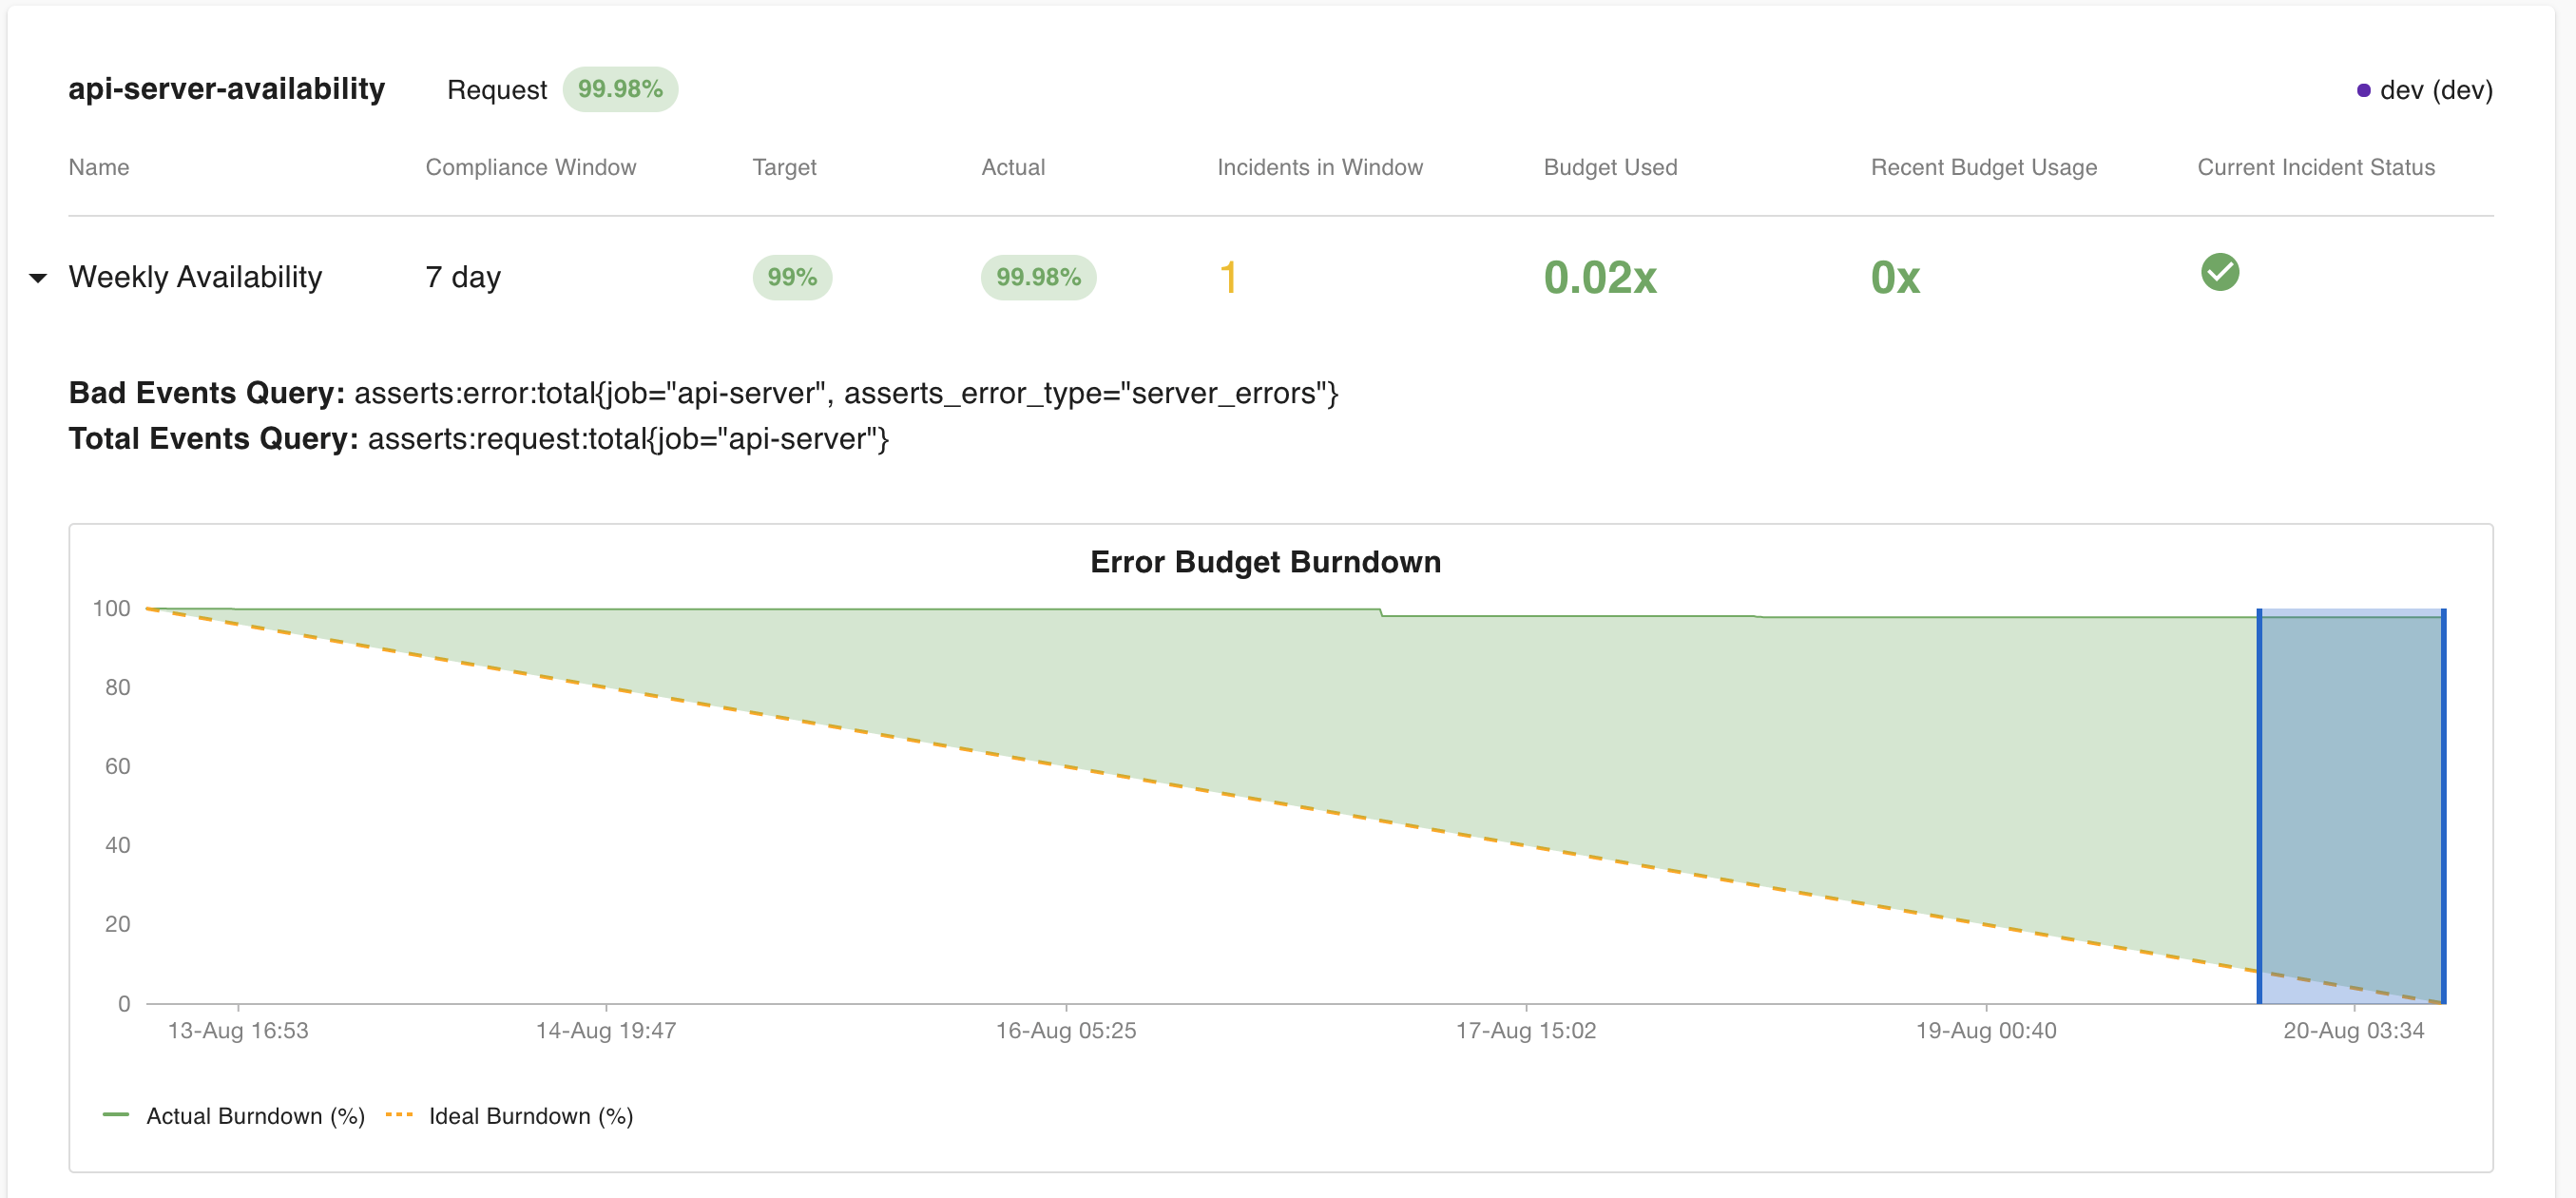 api-server-availability Request 99.98% dev (dev)
Name Compliance Window Target Actual Incidents in Window Budget Used Recent Budget Usage Current Incident Status
Weekly Availability 7 day 99% 99.98% 1 0.02x 0x
Bad Events Query: asserts:error:total{job="api-server", asserts_error_type="server_errors"}
Total Events Query: asserts:request:total{job="api-server"}
Error Budget Burndown
100
80
60
40
20
0
13-Aug 16:53 14-Aug 19:47 16-Aug 05:25 17-Aug 15:02 19-Aug 00:40 20-Aug 03:34
Actual Burndown (%) Ideal Burndown (%)